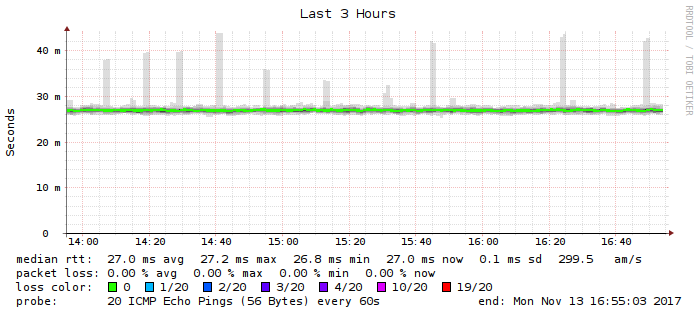 Last 3 Hours
RRDTOOL / TOBI OETIKER
Seconds
40 m
30 m
20 m
10 m
0
14:00 14:20 14:40 15:00 15:20 15:40 16:00 16:20 16:40
median rtt: 27.0 ms avg 27.2 ms max 26.8 ms min 27.0 ms now 0.1 ms sd 299.5 am/s
packet loss: 0.00 % avg 0.00 % max 0.00 % min 0.00 % now
loss color: 0 1/20 2/20 3/20 4/20 10/20 19/20
probe: 20 ICMP Echo Pings (56 Bytes) every 60s end: Mon Nov 13 16:55:03 2017